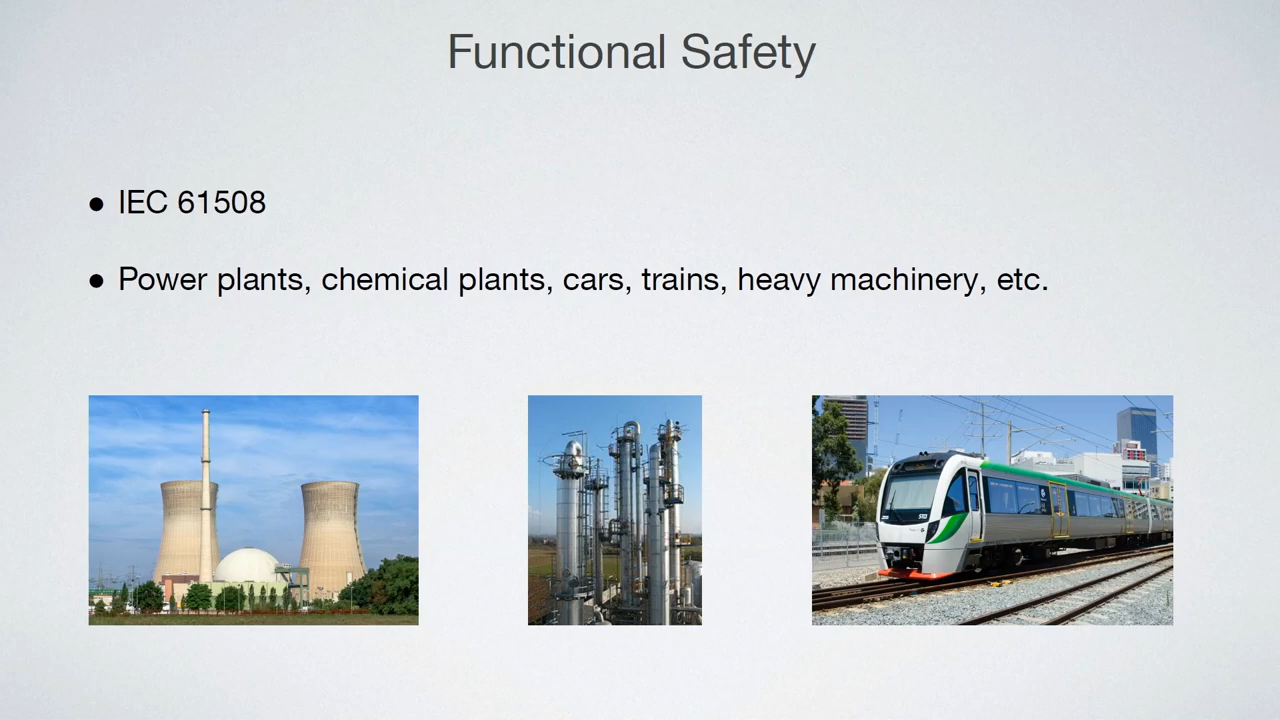 Functional Safety
● IEC 61508
● Power plants, chemical plants, cars, trains, heavy machinery, etc.